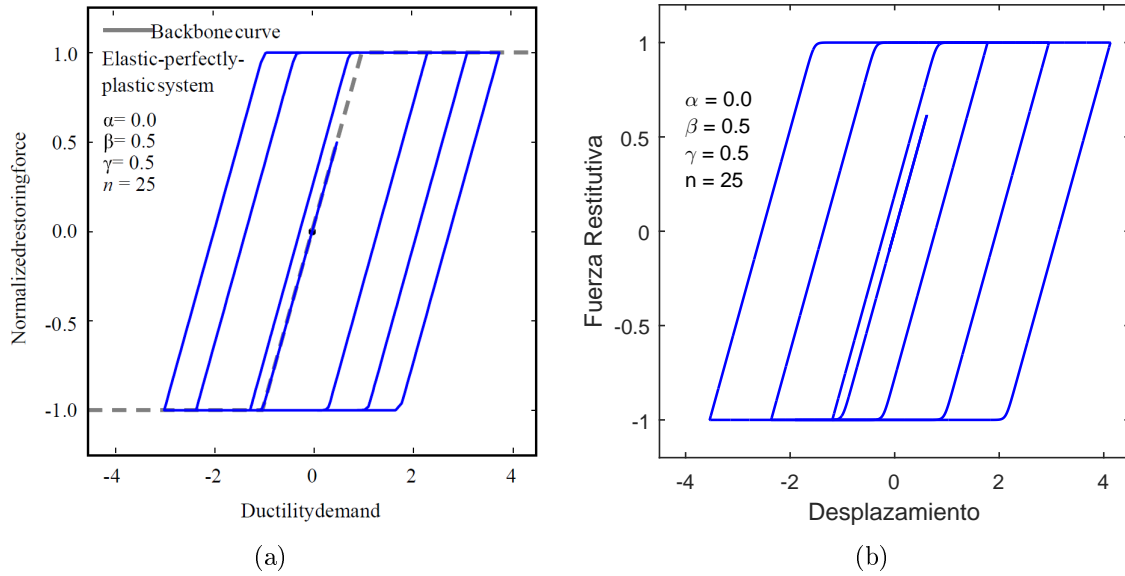 Backbone curve
Elastic-perfectly-
plastic system
α= 0.0
β= 0.5
γ= 0.5
n = 25
1.0
0.5
0.0
-0.5
-1.0
-4
-2
0
2
4
Normalizedrestoringforce
Ductilitydemand
(a)
α = 0.0
β = 0.5
γ = 0.5
n = 25
1
0.5
0
-0.5
-1
-4
-2
0
2
4
Fuerza Restitutiva
Desplazamiento
(b)